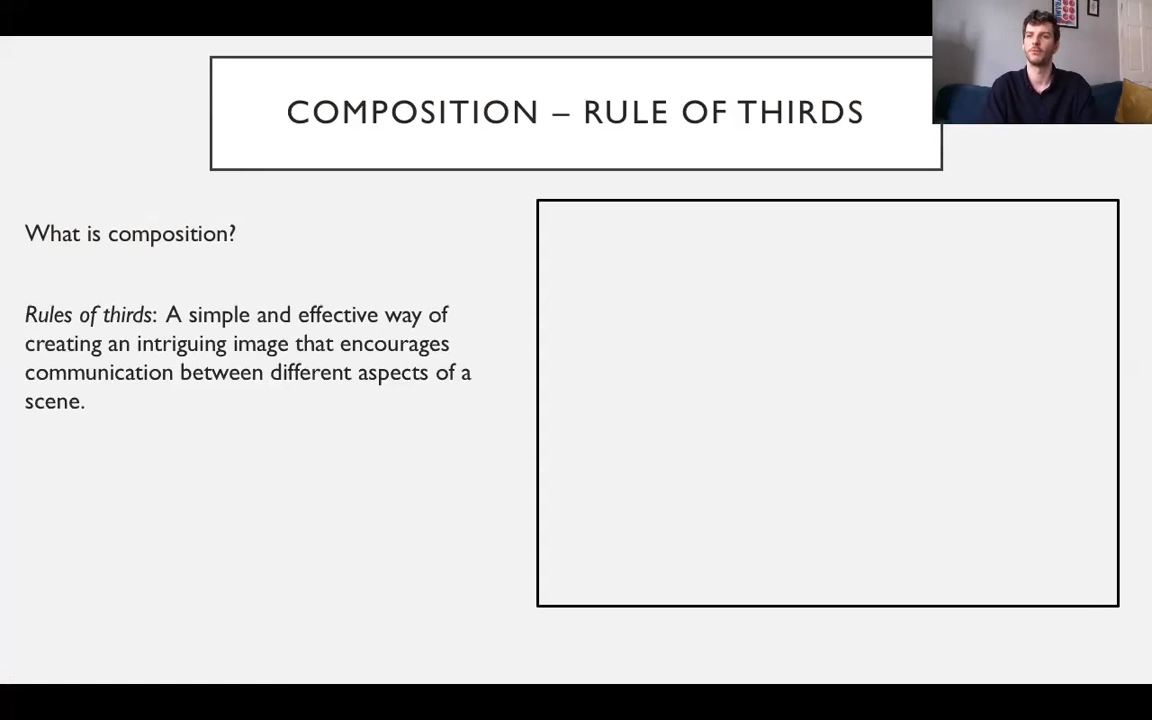 COMPOSITION – RULE OF THIRDS
What is composition?
Rules of thirds: A simple and effective way of
creating an intriguing image that encourages
communication between different aspects of a
scene.